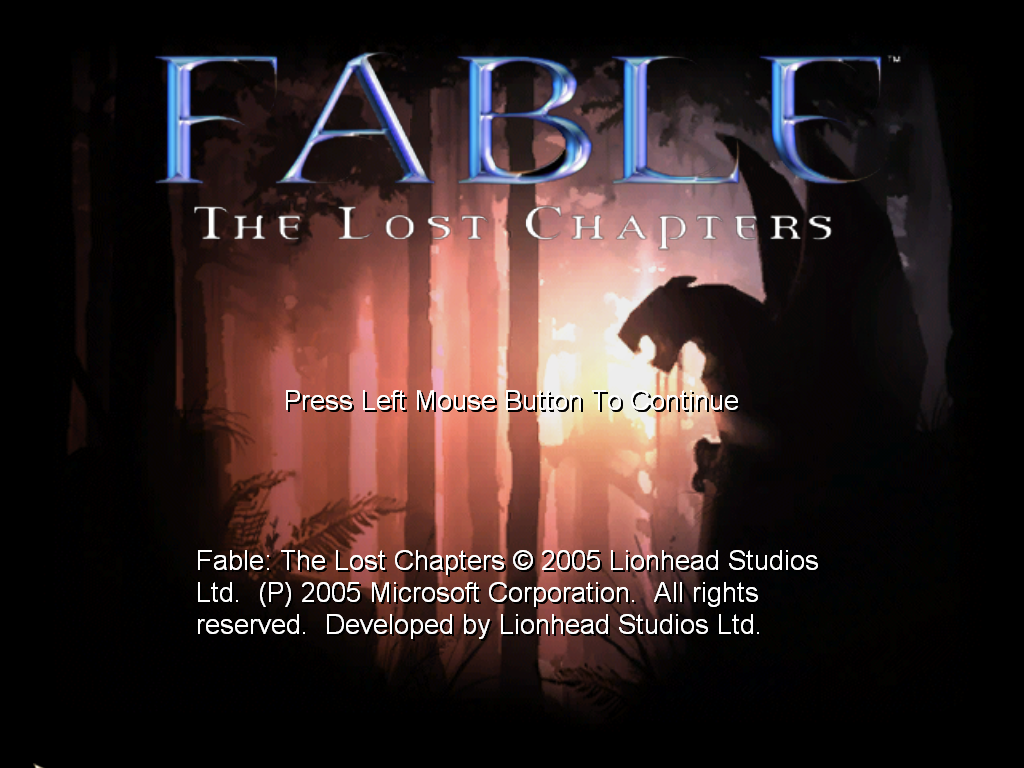 FABLE™
THE LOST CHAPTERS
Press Left Mouse Button To Continue
Fable: The Lost Chapters © 2005 Lionhead Studios
Ltd.  (P) 2005 Microsoft Corporation.  All rights
reserved.  Developed by Lionhead Studios Ltd.